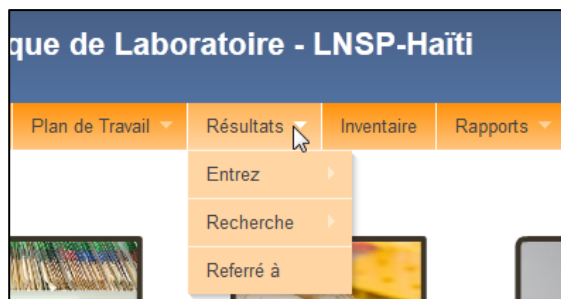 que de Laboratoire - LNSP-Haïti
Plan de Travail Résultats Inventaire Rapports
Entrez
Recherche
Referré à